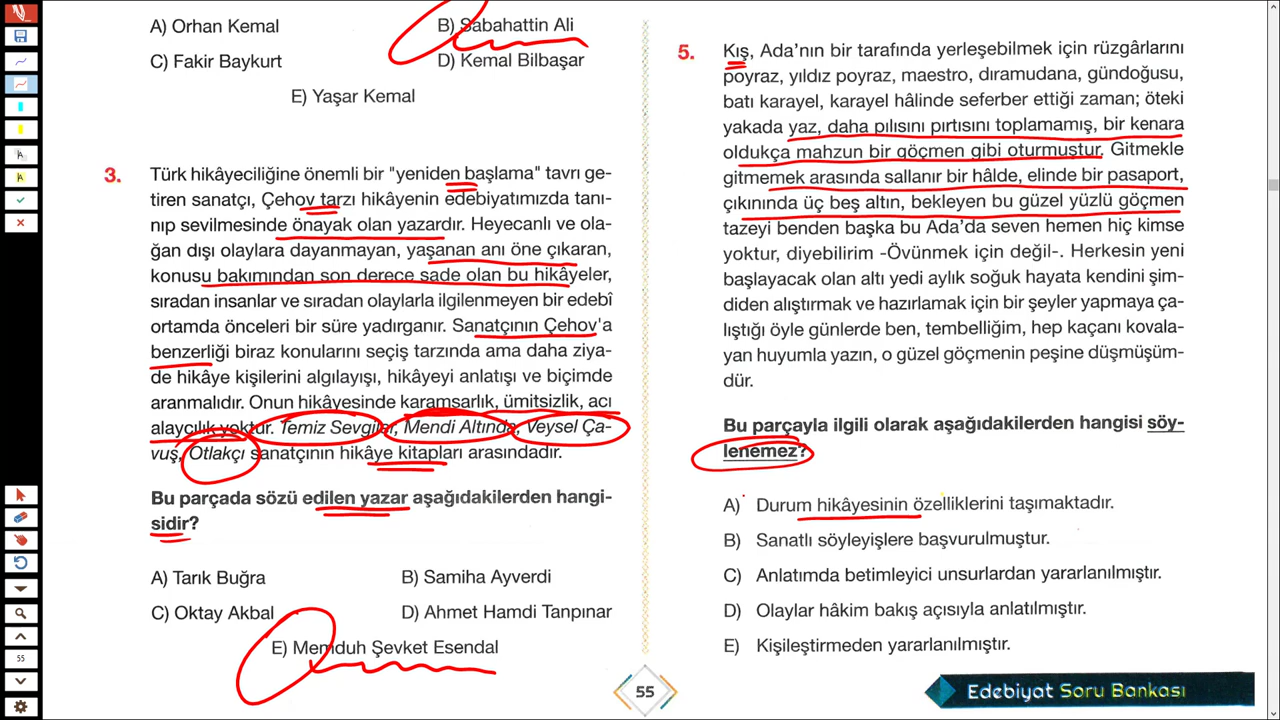 A) Orhan Kemal
B) Sabahattin Ali
C) Fakir Baykurt
D) Kemal Bilbaşar
E) Yaşar Kemal
3. Türk hikâyeciliğine önemli bir "yeniden başlama" tavrı ge-
tiren sanatçı, Çehov tarzı hikâyenin edebiyatımızda tanı-
nıp sevilmesinde önayak olan yazardır. Heyecanlı ve ola-
ğan dışı olaylara dayanmayan, yaşanan anı öne çıkaran,
konusu bakımından son derece sade olan bu hikâyeler,
sıradan insanlar ve sıradan olaylarla ilgilenmeyen bir edebî
ortamda önceleri bir süre yadırganır. Sanatçının Çehov'a
benzerliği biraz konularını seçiş tarzında ama daha ziya-
de hikâye kişilerini algılayışı, hikâyeyi anlatışı ve biçimde
aranmalıdır. Onun hikâyesinde karamsarlık, ümitsizlik, acı
alaycılık yoktur. Temiz Sevgiler, Mendil Altında, Veysel Ça-
vuş, Otlakçı sanatçının hikâye kitapları arasındadır.
Bu parçada sözü edilen yazar aşağıdakilerden hangi-
sidir?
A) Tarık Buğra
B) Samiha Ayverdi
C) Oktay Akbal
D) Ahmet Hamdi Tanpınar
E) Memduh Şevket Esendal
5. Kış, Ada'nın bir tarafında yerleşebilmek için rüzgârlarını
poyraz, yıldız poyraz, maestro, dıramudana, gündoğusu,
batı karayel, karayel hâlinde seferber ettiği zaman; öteki
yakada yaz, daha pılısını pırtısını toplamamış, bir kenara
oldukça mahzun bir göçmen gibi oturmuştur. Gitmekle
gitmemek arasında sallanır bir hâlde, elinde bir pasaport,
çıkınında üç beş altın, bekleyen bu güzel yüzlü göçmen
tazeyi benden başka bu Ada'da seven hemen hiç kimse
yoktur, diyebilirim -Övünmek için değil-. Herkesin yeni
başlayacak olan altı yedi aylık soğuk hayata kendini şim-
diden alıştırmak ve hazırlamak için bir şeyler yapmaya ça-
lıştığı öyle günlerde ben, tembelliğim, hep kaçanı kovala-
yan huyumla yazın, o güzel göçmenin peşine düşmüşüm-
dür.
Bu parçayla ilgili olarak aşağıdakilerden hangisi söy-
lenemez?
A) Durum hikâyesinin özelliklerini taşımaktadır.
B) Sanatlı söyleyişlere başvurulmuştur.
C) Anlatımda betimleyici unsurlardan yararlanılmıştır.
D) Olaylar hâkim bakış açısıyla anlatılmıştır.
E) Kişileştirmeden yararlanılmıştır.
55
Edebiyat Soru Bankası
55